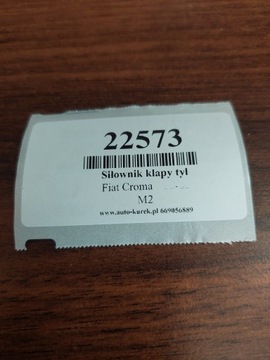 22573
Siłownik klapy tył
Fiat Croma
M2
www.auto-kurek.pl 669056889